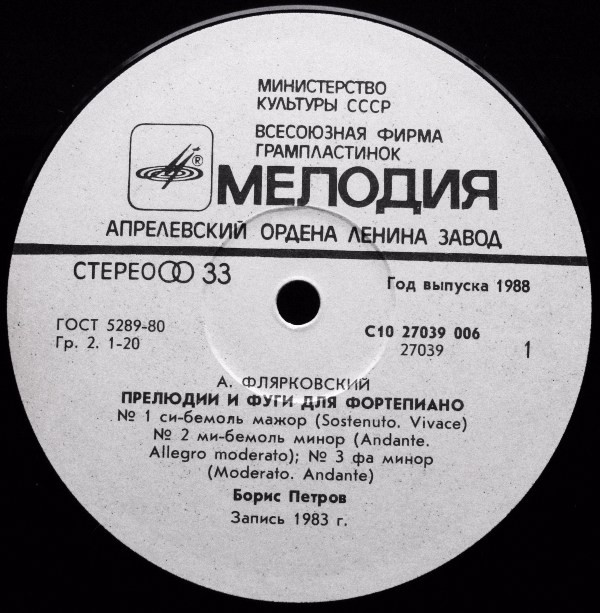 МИНИСТЕРСТВО
КУЛЬТУРЫ СССР
ВСЕСОЮЗНАЯ ФИРМА
ГРАМПЛАСТИНОК
®
МЕЛОДИЯ
АПРЕЛЕВСКИЙ ОРДЕНА ЛЕНИНА ЗАВОД
СТЕРЕО 33
Год выпуска 1988
ГОСТ 5289-80
Гр. 2. 1-20
С10 27039 006
27039
1
А. ФЛЯРКОВСКИЙ
ПРЕЛЮДИИ И ФУГИ ДЛЯ ФОРТЕПИАНО
№ 1 си-бемоль мажор (Sostenuto. Vivace)
№ 2 ми-бемоль минор (Andante.
Allegro moderato); № 3 фа минор
(Moderato. Andante)
Борис Петров
Запись 1983 г.